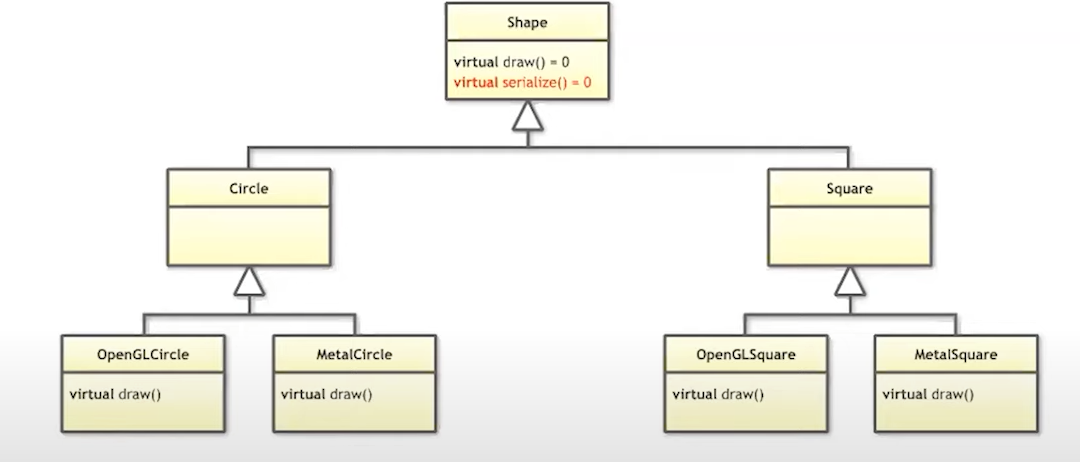 Shape
virtual draw() = 0
virtual serialize() = 0
Circle
Square
OpenGLCircle
virtual draw()
MetalCircle
virtual draw()
OpenGLSquare
virtual draw()
MetalSquare
virtual draw()